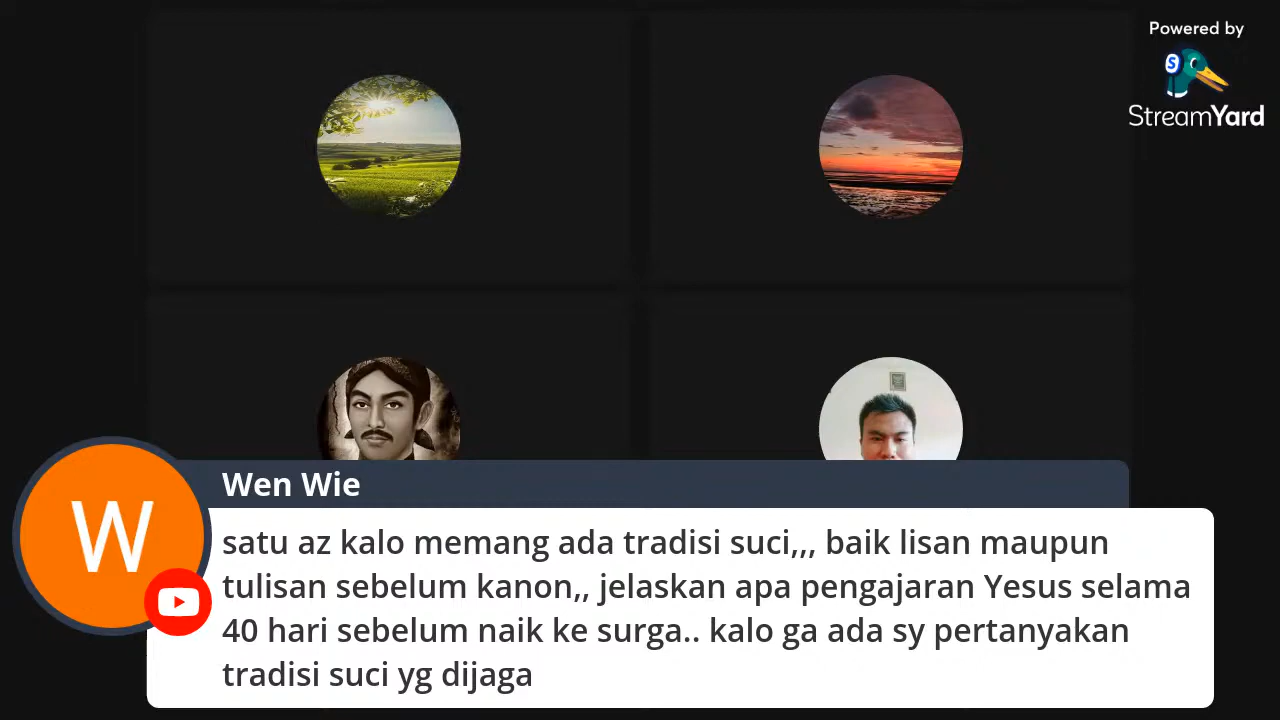 Powered by
S
StreamYard
W
Wen Wie
satu az kalo memang ada tradisi suci,,, baik lisan maupun
tulisan sebelum kanon,, jelaskan apa pengajaran Yesus selama
40 hari sebelum naik ke surga.. kalo ga ada sy pertanyakan
tradisi suci yg dijaga